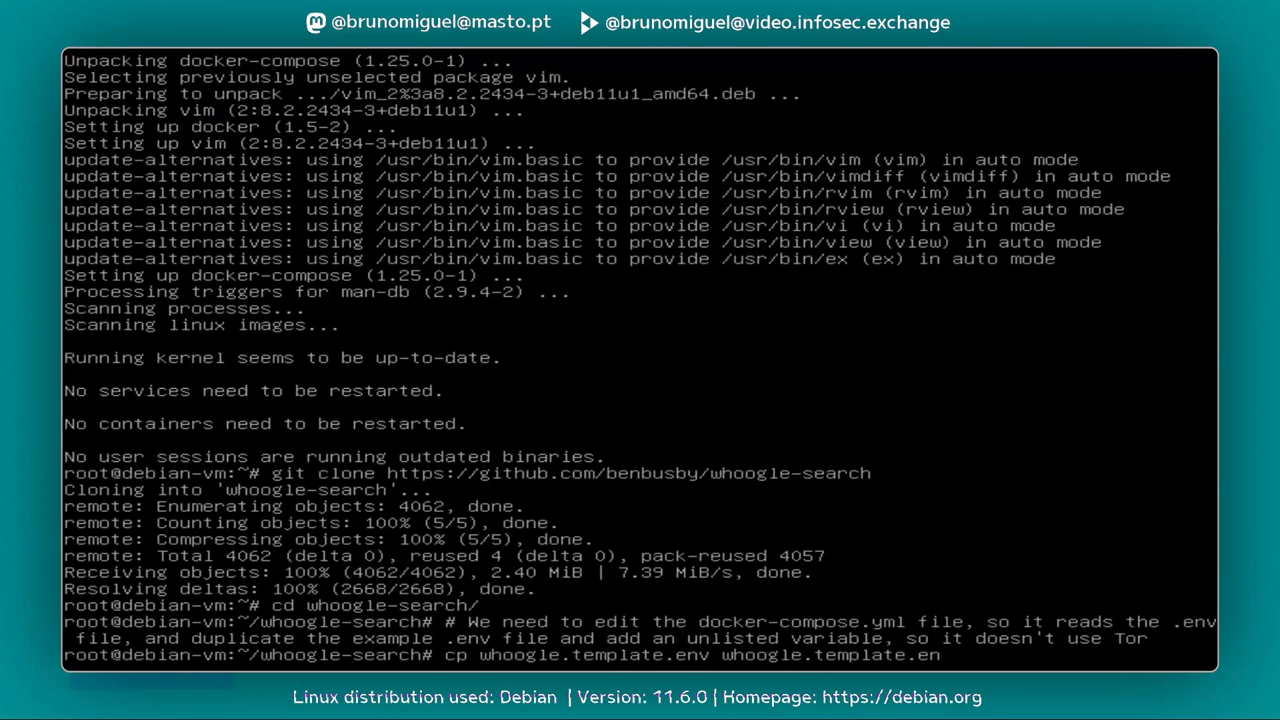 @brunomiguel@masto.pt @brunomiguel@video.infosec.exchange
Unpacking docker-compose (1.25.0-1) ...
Selecting previously unselected package vim.
Preparing to unpack .../vim_2%3a8.2.2434-3+deb11u1_amd64.deb ...
Unpacking vim (2:8.2.2434-3+deb11u1) ...
Setting up docker (1.5-2) ...
Setting up vim (2:8.2.2434-3+deb11u1) ...
update-alternatives: using /usr/bin/vim.basic to provide /usr/bin/vim (vim) in auto mode
update-alternatives: using /usr/bin/vim.basic to provide /usr/bin/vimdiff (vimdiff) in auto mode
update-alternatives: using /usr/bin/vim.basic to provide /usr/bin/rvim (rvim) in auto mode
update-alternatives: using /usr/bin/vim.basic to provide /usr/bin/rview (rview) in auto mode
update-alternatives: using /usr/bin/vim.basic to provide /usr/bin/vi (vi) in auto mode
update-alternatives: using /usr/bin/vim.basic to provide /usr/bin/view (view) in auto mode
update-alternatives: using /usr/bin/vim.basic to provide /usr/bin/ex (ex) in auto mode
Setting up docker-compose (1.25.0-1) ...
Processing triggers for man-db (2.9.4-2) ...
Scanning processes...
Scanning linux images...
Running kernel seems to be up-to-date.
No services need to be restarted.
No containers need to be restarted.
No user sessions are running outdated binaries.
root@debian-vm:~# git clone https://github.com/benbusby/whoogle-search
Cloning into 'whoogle-search'...
remote: Enumerating objects: 4062, done.
remote: Counting objects: 100% (5/5), done.
remote: Compressing objects: 100% (5/5), done.
remote: Total 4062 (delta 0), reused 4 (delta 0), pack-reused 4057
Receiving objects: 100% (4062/4062), 2.40 MiB | 7.39 MiB/s, done.
Resolving deltas: 100% (2668/2668), done.
root@debian-vm:~# cd whoogle-search/
root@debian-vm:~/whoogle-search# # We need to edit the docker-compose.yml file, so it reads the .env
file, and duplicate the example .env file and add an unlisted variable, so it doesn't use Tor
root@debian-vm:~/whoogle-search# cp whoogle.template.env whoogle.template.en
Linux distribution used: Debian | Version: 11.6.0 | Homepage: https://debian.org